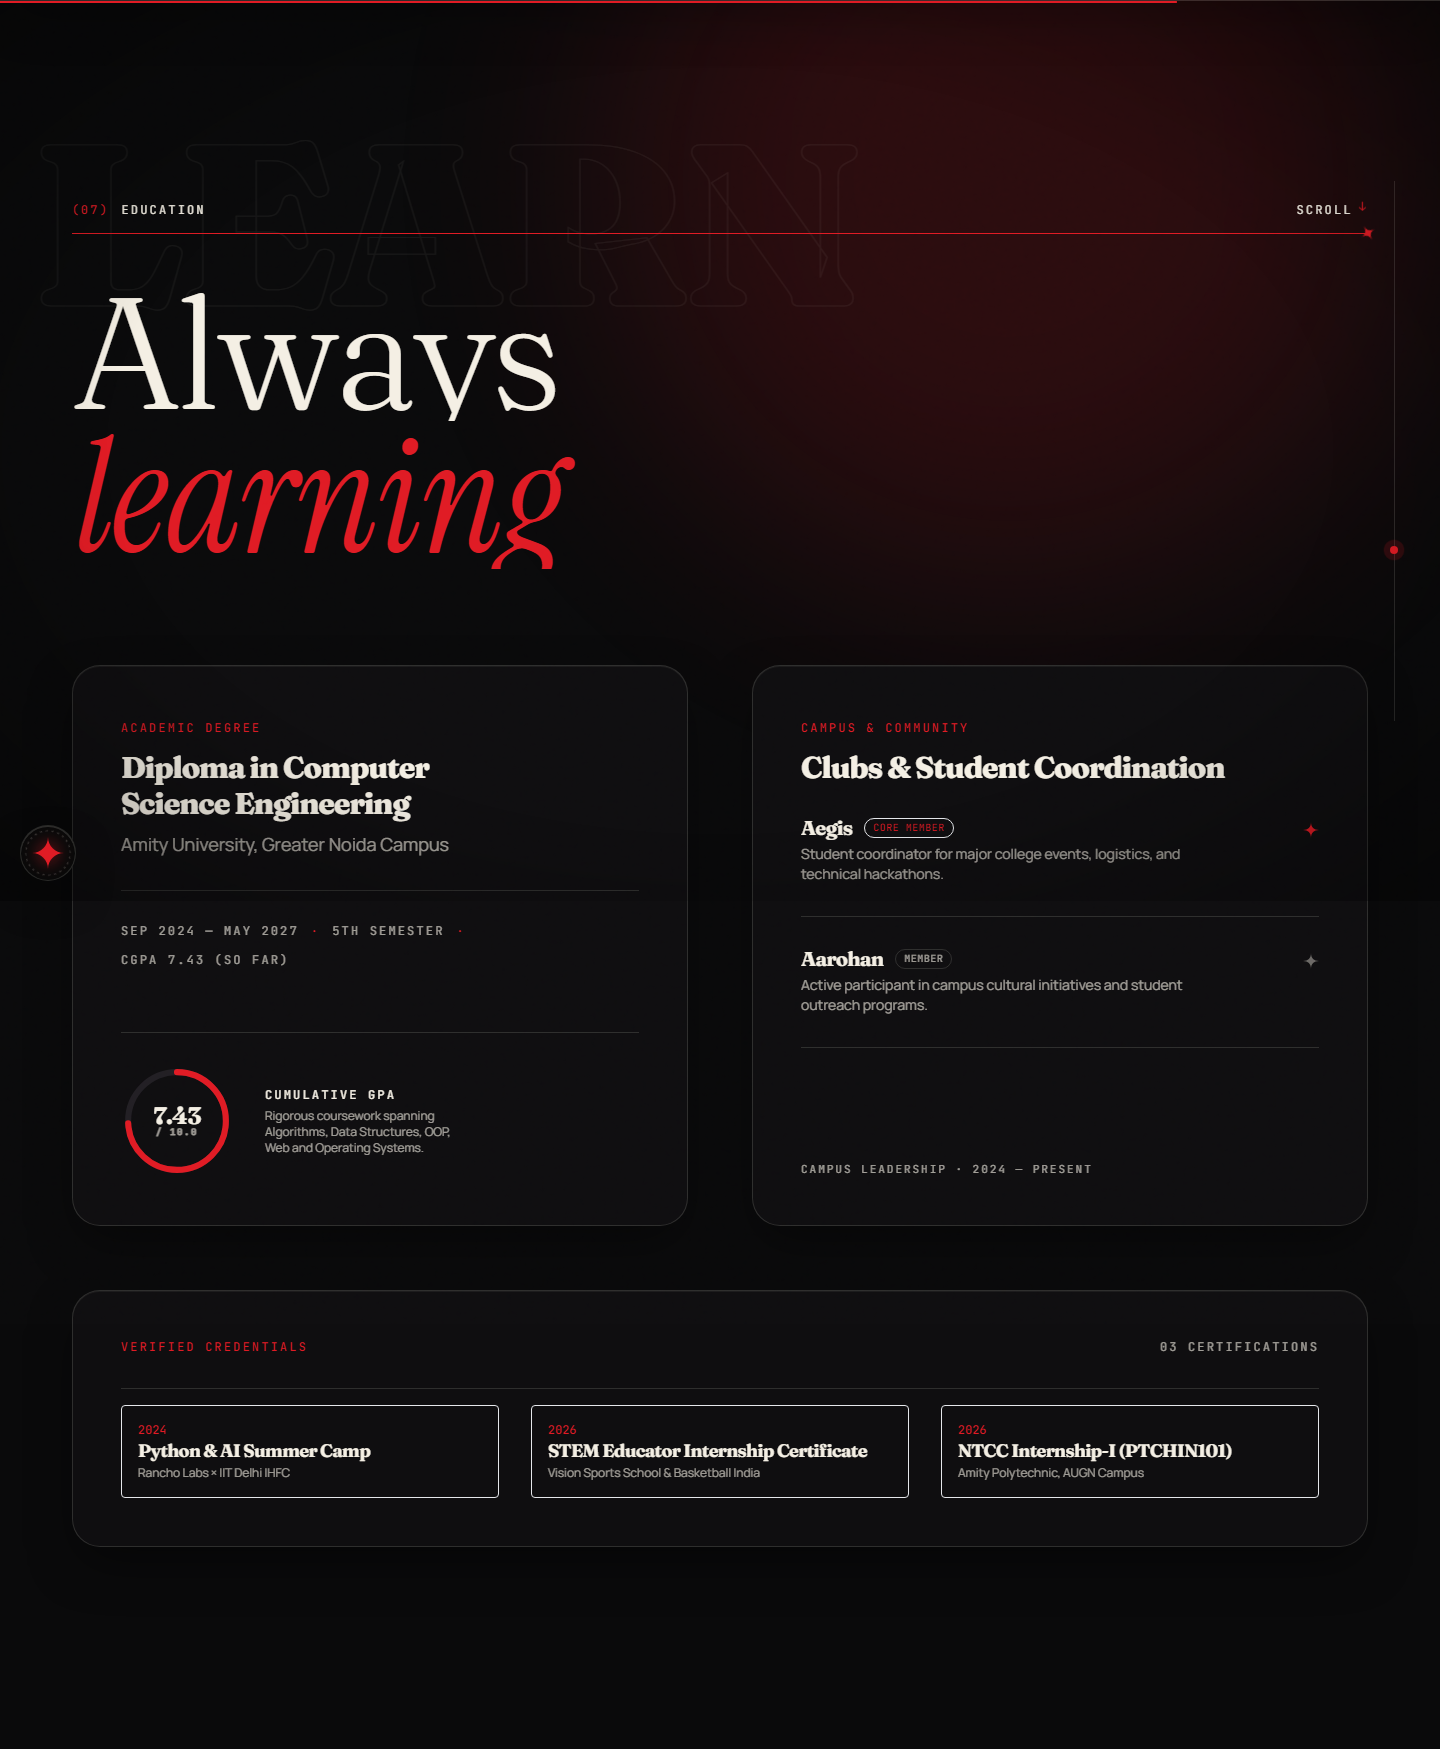 LEARN
(07) EDUCATION
SCROLL ↓
Always
learning
ACADEMIC DEGREE
Diploma in Computer
Science Engineering
Amity University, Greater Noida Campus
SEP 2024 — MAY 2027 · 5TH SEMESTER ·
CGPA 7.43 (SO FAR)
7.43
/ 10.0
CUMULATIVE GPA
Rigorous coursework spanning
Algorithms, Data Structures, OOP,
Web and Operating Systems.
CAMPUS & COMMUNITY
Clubs & Student Coordination
Aegis CORE MEMBER
Student coordinator for major college events, logistics, and
technical hackathons.
Aarohan MEMBER
Active participant in campus cultural initiatives and student
outreach programs.
CAMPUS LEADERSHIP · 2024 — PRESENT
VERIFIED CREDENTIALS
03 CERTIFICATIONS
2024
Python & AI Summer Camp
Rancho Labs × IIT Delhi IHFC
2026
STEM Educator Internship Certificate
Vision Sports School & Basketball India
2026
NTCC Internship-I (PTCHIN101)
Amity Polytechnic, AUGN Campus